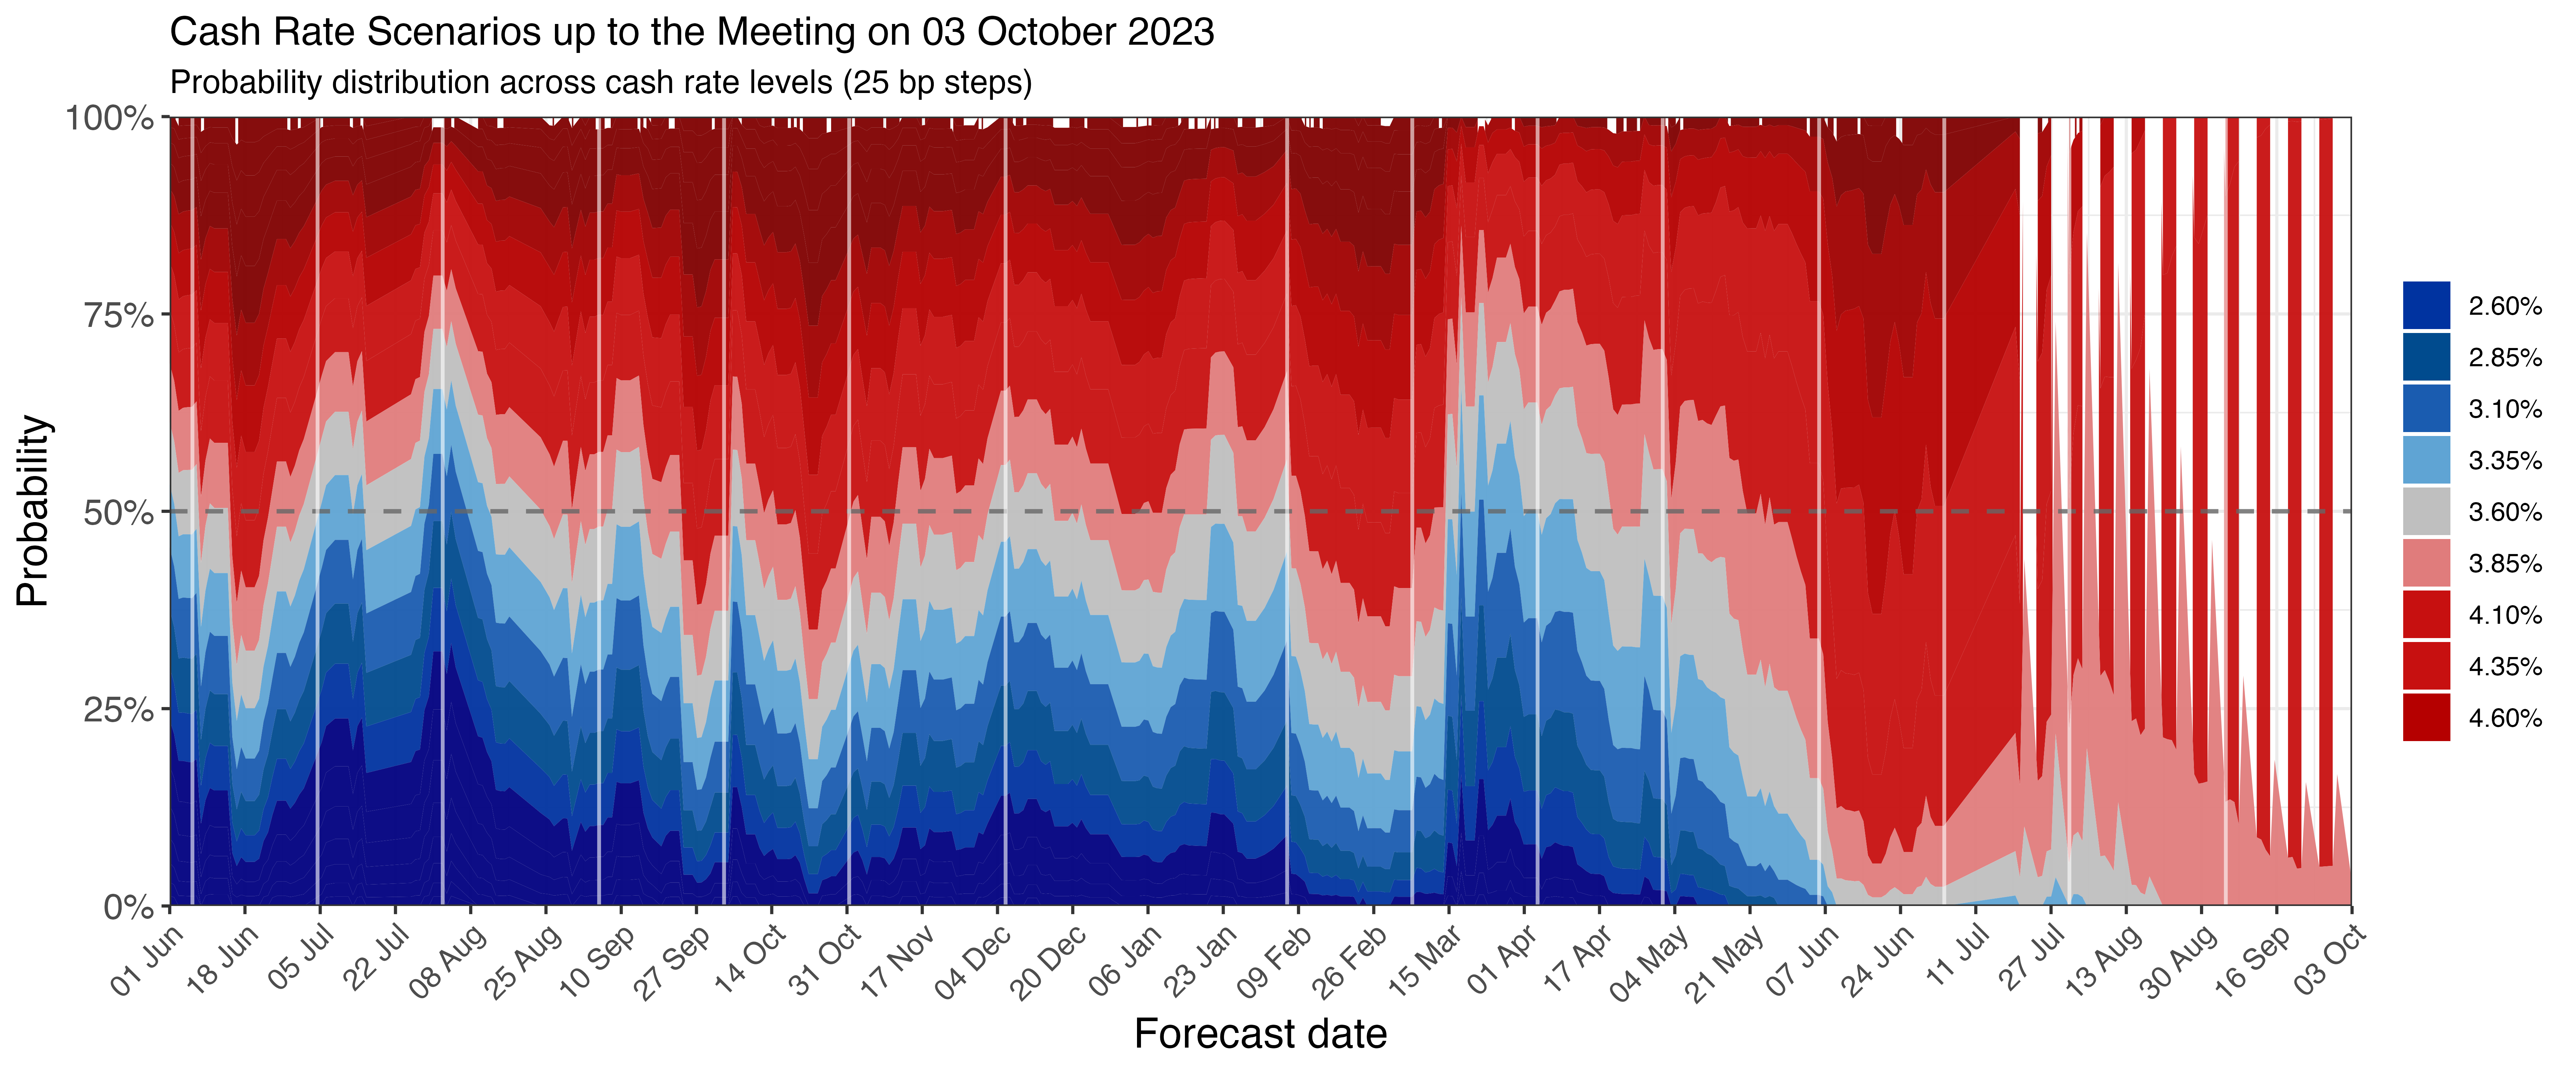 Cash Rate Scenarios up to the Meeting on 03 October 2023
Probability distribution across cash rate levels (25 bp steps)
Probability
100%
75%
50%
25%
0%
01 Jun
18 Jun
05 Jul
22 Jul
08 Aug
25 Aug
10 Sep
27 Sep
14 Oct
31 Oct
17 Nov
04 Dec
20 Dec
06 Jan
23 Jan
09 Feb
26 Feb
15 Mar
01 Apr
17 Apr
04 May
21 May
07 Jun
24 Jun
11 Jul
27 Jul
13 Aug
30 Aug
16 Sep
03 Oct
Forecast date
2.60%
2.85%
3.10%
3.35%
3.60%
3.85%
4.10%
4.35%
4.60%